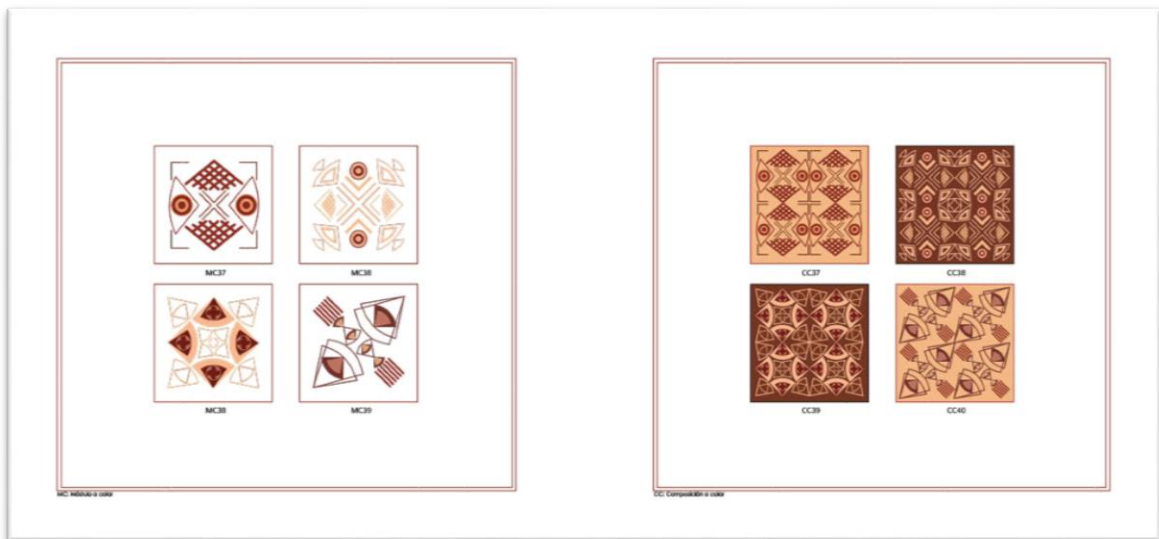 MC37 MC38
MC38 MC39
MC: Módulo a color
CC37 CC38
CC39 CC40
CC: Composición a color